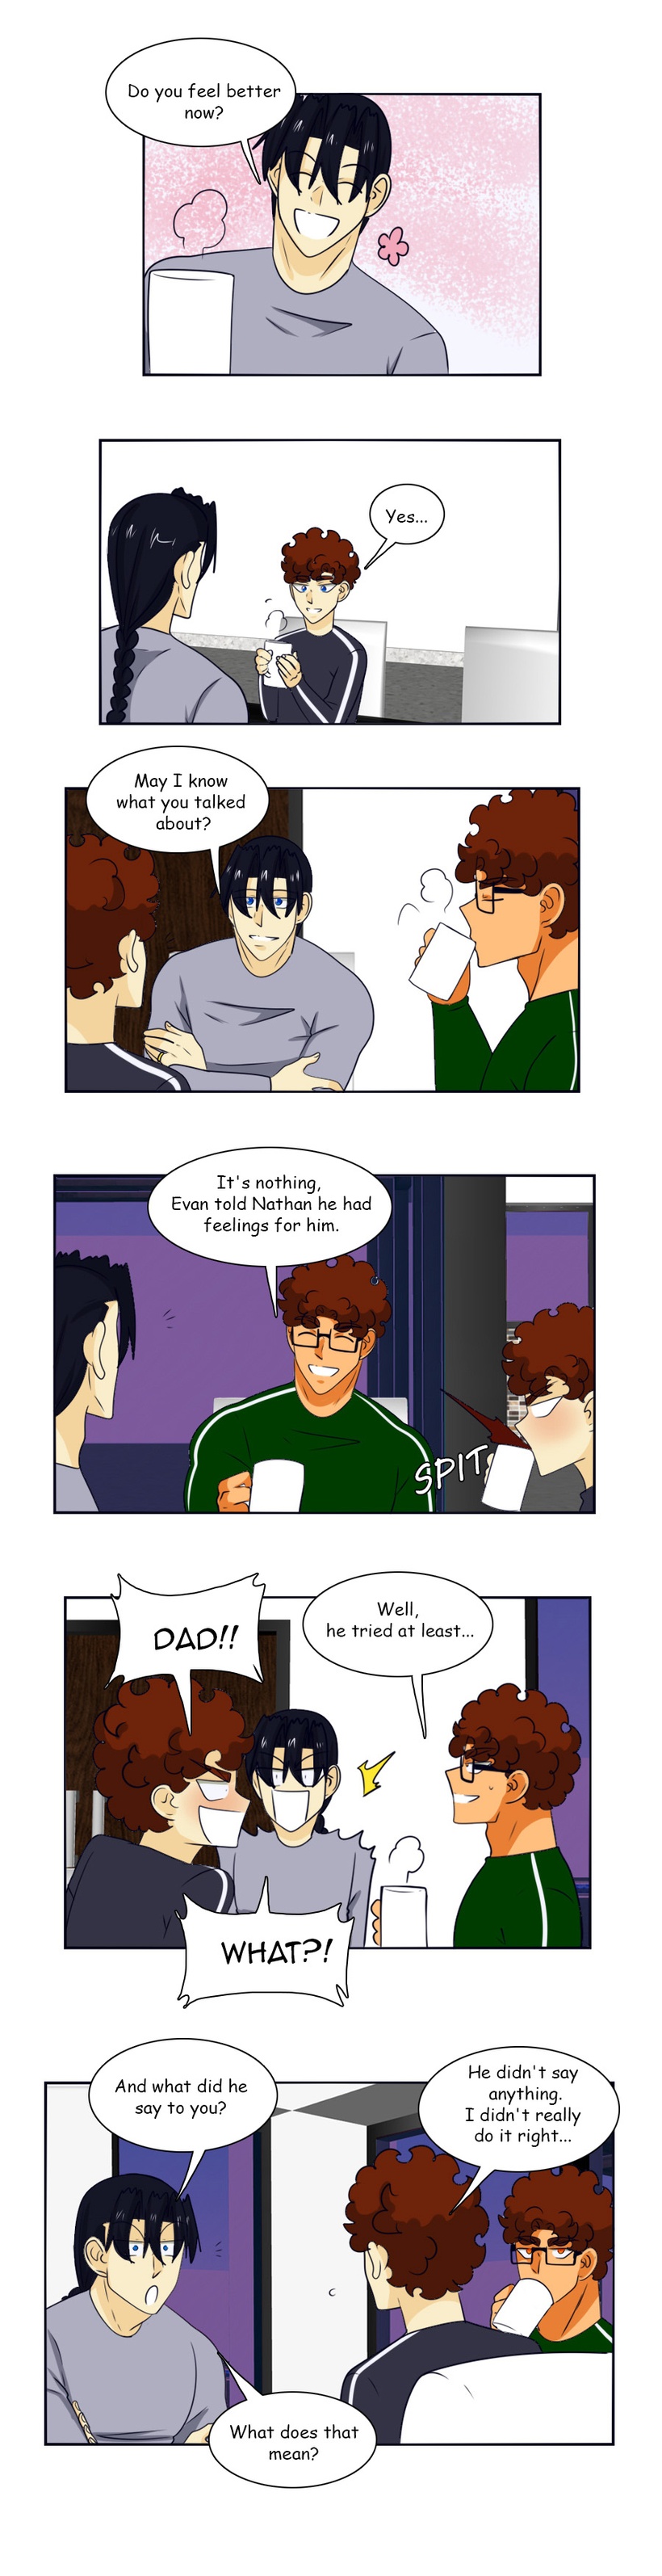 Do you feel better
now?
Yes...
May I know
what you talked
about?
It's nothing,
Evan told Nathan he had
feelings for him.
SPIT
DAD!!
Well,
he tried at least...
WHAT?!
And what did he
say to you?
He didn't say
anything.
I didn't really
do it right...
What does that
mean?